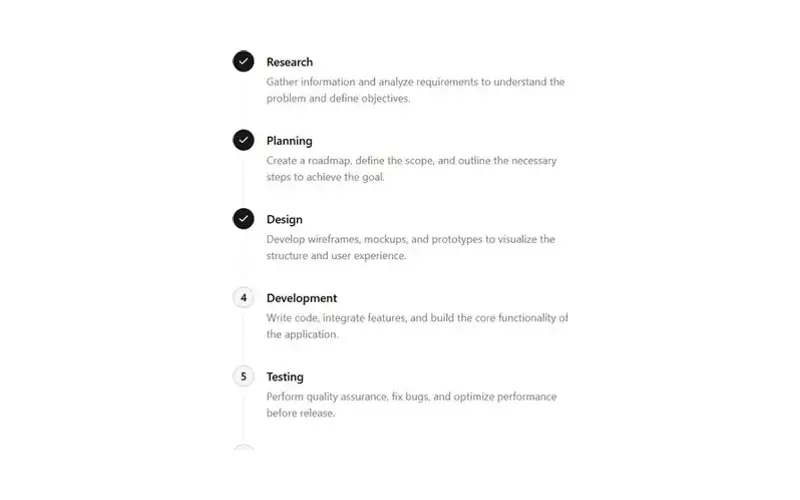 Research
Gather information and analyze requirements to understand the
problem and define objectives.
Planning
Create a roadmap, define the scope, and outline the necessary
steps to achieve the goal.
Design
Develop wireframes, mockups, and prototypes to visualize the
structure and user experience.
4 Development
Write code, integrate features, and build the core functionality of
the application.
5 Testing
Perform quality assurance, fix bugs, and optimize performance
before release.